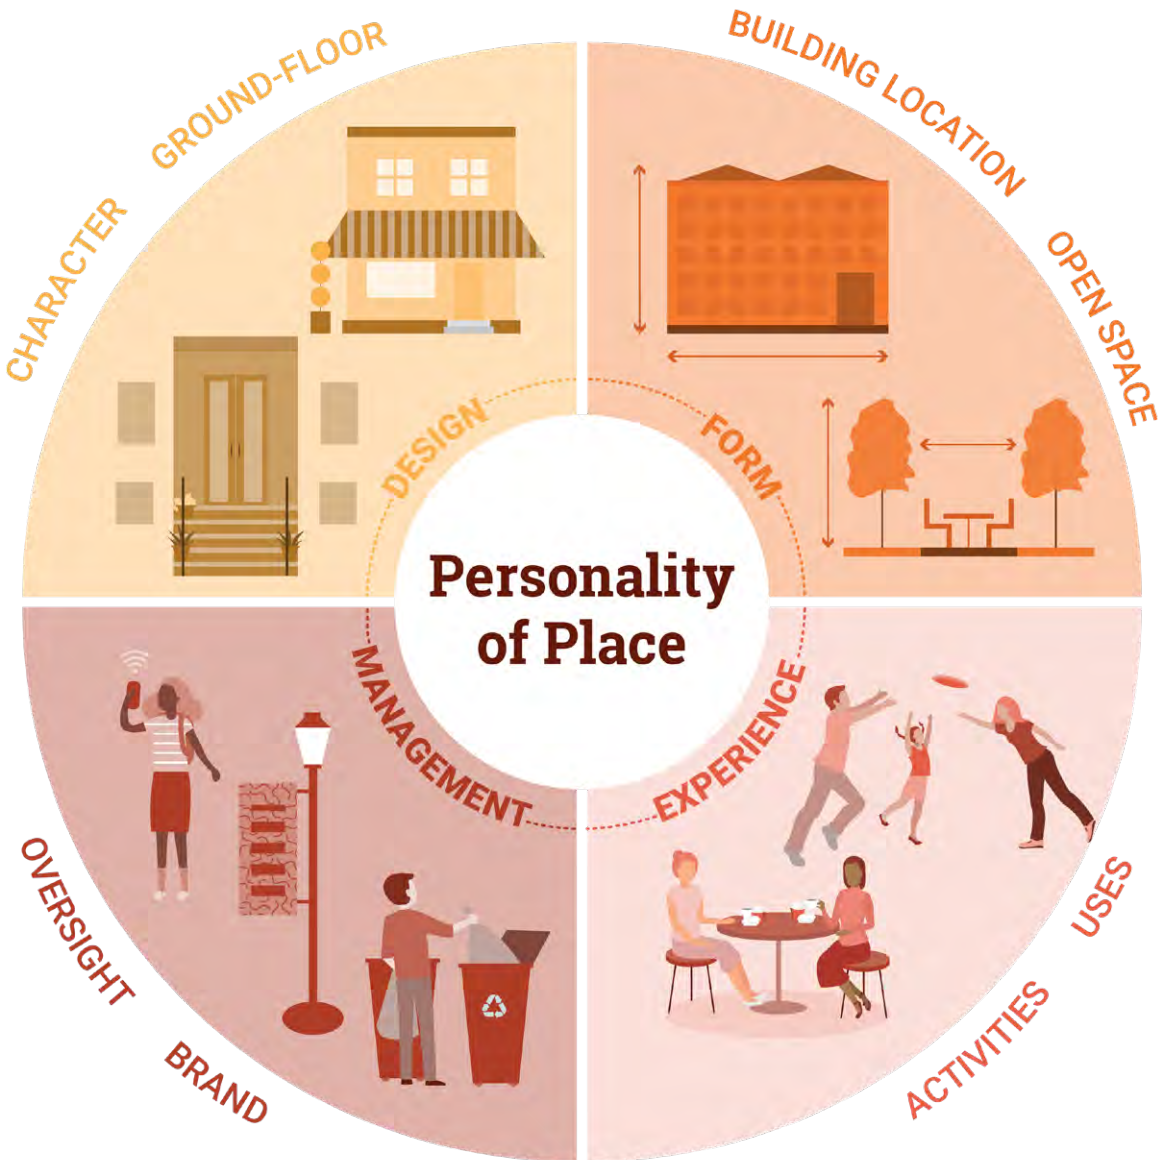 GROUND-FLOOR
CHARACTER
DESIGN
BUILDING LOCATION
OPEN SPACE
FORM
Personality
of Place
MANAGEMENT
OVERSIGHT
BRAND
EXPERIENCE
USES
ACTIVITIES